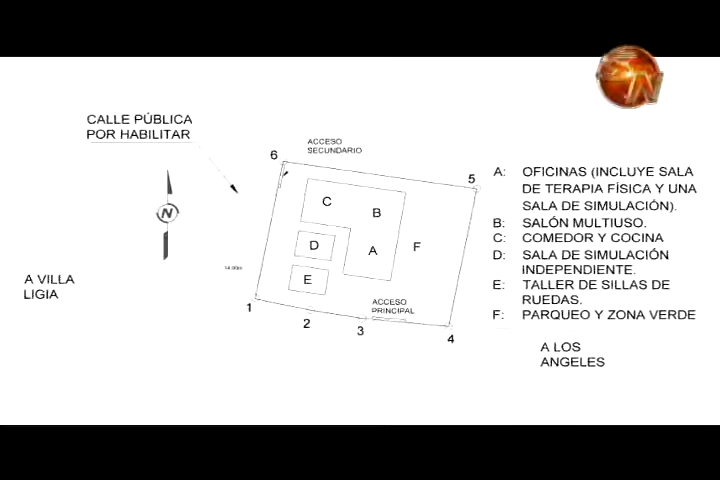 CALLE PÚBLICA
POR HABILITAR
ACCESO
SECUNDARIO
6
5
N
C
B
D
A
F
E
14.00m
A VILLA
LIGIA
1
2
3
4
ACCESO
PRINCIPAL
A: OFICINAS (INCLUYE SALA
DE TERAPIA FÍSICA Y UNA
SALA DE SIMULACIÓN).
B: SALÓN MULTIUSO.
C: COMEDOR Y COCINA
D: SALA DE SIMULACIÓN
INDEPENDIENTE.
E: TALLER DE SILLAS DE
RUEDAS.
F: PARQUEO Y ZONA VERDE
A LOS
ANGELES